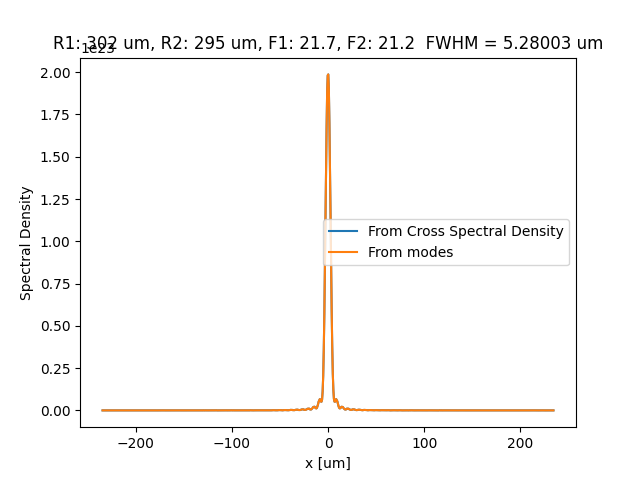 R1: 302 um, R2: 295 um, F1: 21.7, F2: 21.2  FWHM = 5.28003 um
1e23
2.00
1.75
1.50
1.25
1.00
0.75
0.50
0.25
0.00
Spectral Density
From Cross Spectral Density
From modes
−200
−100
0
100
200
x [um]